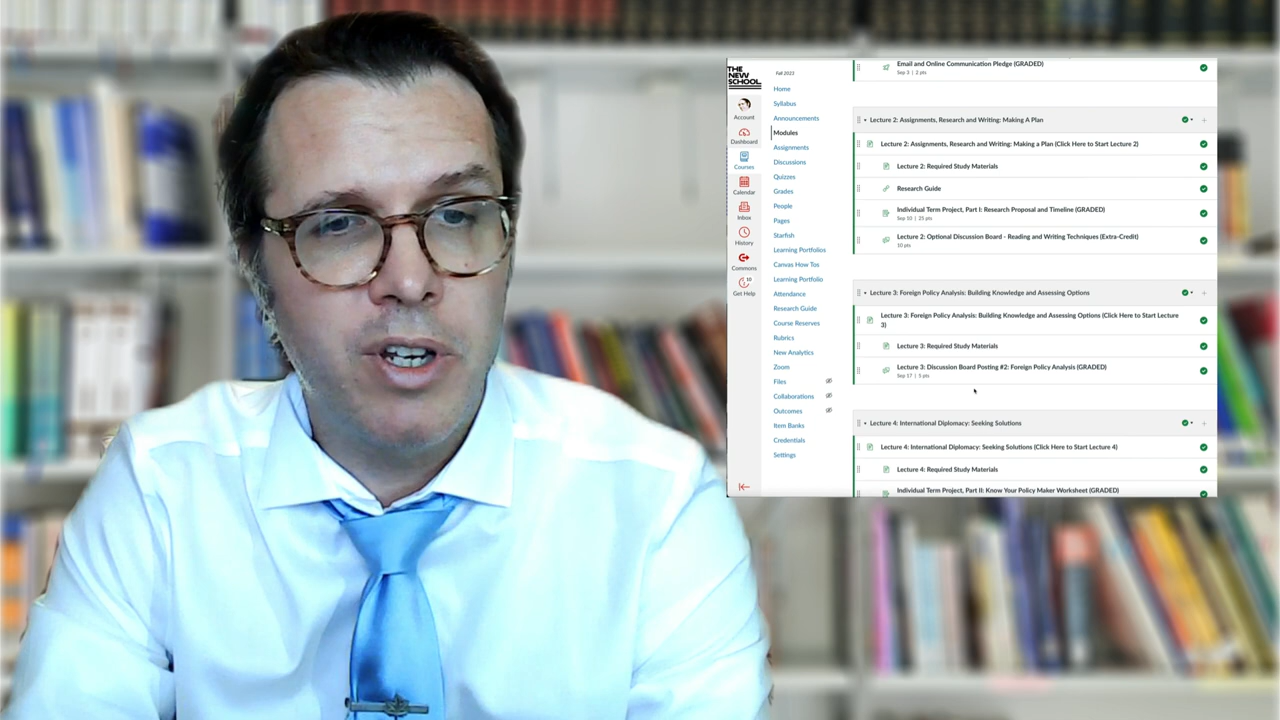 THE
NEW
SCHOOL
Account
Dashboard
Courses
Calendar
Inbox
History
Commons
10
Get Help
Fall 2023
Home
Syllabus
Announcements
Modules
Assignments
Discussions
Quizzes
Grades
People
Pages
Starfish
Learning Portfolios
Canvas How Tos
Learning Portfolio
Attendance
Research Guide
Course Reserves
Rubrics
New Analytics
Zoom
Files
Collaborations
Outcomes
Item Banks
Credentials
Settings
Email and Online Communication Pledge (GRADED)
Sep 3 | 2 pts
Lecture 2: Assignments, Research and Writing: Making A Plan
Lecture 2: Assignments, Research and Writing: Making a Plan (Click Here to Start Lecture 2)
Lecture 2: Required Study Materials
Research Guide
Individual Term Project, Part I: Research Proposal and Timeline (GRADED)
Sep 10 | 25 pts
Lecture 2: Optional Discussion Board - Reading and Writing Techniques (Extra-Credit)
10 pts
Lecture 3: Foreign Policy Analysis: Building Knowledge and Assessing Options
Lecture 3: Foreign Policy Analysis: Building Knowledge and Assessing Options (Click Here to Start Lecture
3)
Lecture 3: Required Study Materials
Lecture 3: Discussion Board Posting #2: Foreign Policy Analysis (GRADED)
Sep 17 | 5 pts
Lecture 4: International Diplomacy: Seeking Solutions
Lecture 4: International Diplomacy: Seeking Solutions (Click Here to Start Lecture 4)
Lecture 4: Required Study Materials
Individual Term Project, Part II: Know Your Policy Maker Worksheet (GRADED)